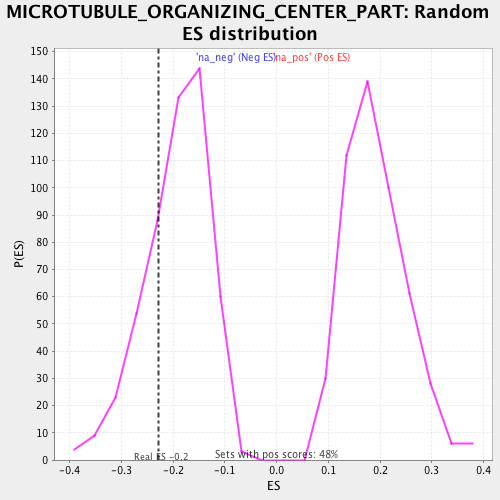 MICROTUBULE_ORGANIZING_CENTER_PART: Random
ES distribution
'na_neg' (Neg ES)
'na_pos' (Pos ES)
150
140
130
120
110
100
90
80
70
60
50
40
30
20
10
0
P(ES)
Real ES -0.2
Sets with pos scores: 48%
-0.4 -0.3 -0.2 -0.1 0.0 0.1 0.2 0.3 0.4
ES